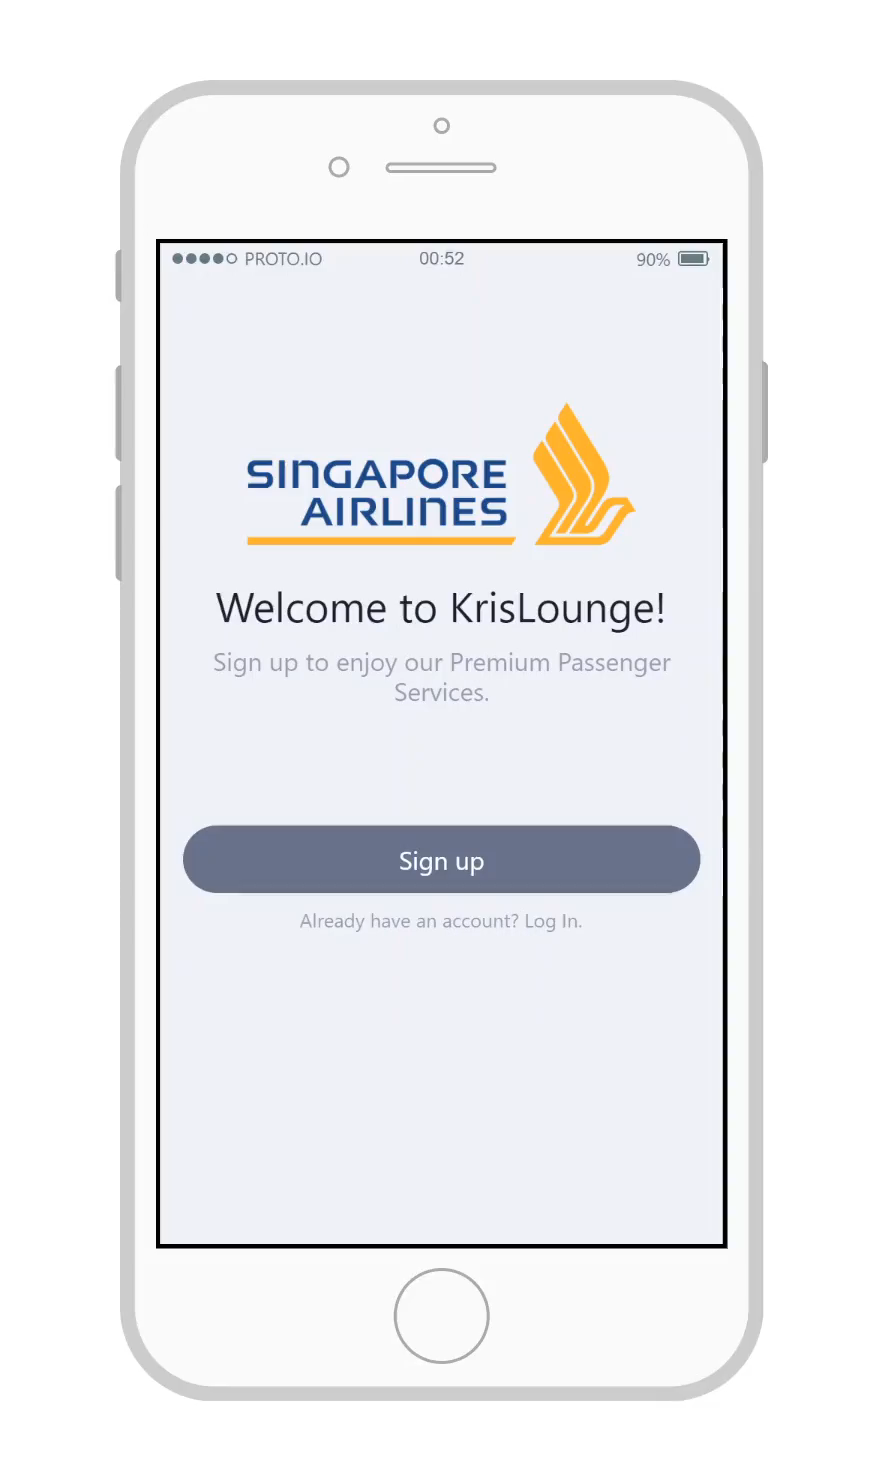 PROTO.IO 00:52 90%
SINGAPORE
AIRLINES
Welcome to KrisLounge!
Sign up to enjoy our Premium Passenger
Services.
Sign up
Already have an account? Log In.